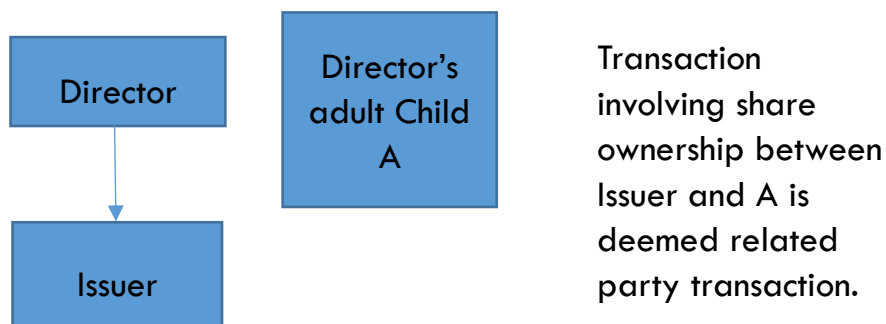 Director
Director’s
adult Child
A
Issuer
Transaction
involving share
ownership between
Issuer and A is
deemed related
party transaction.